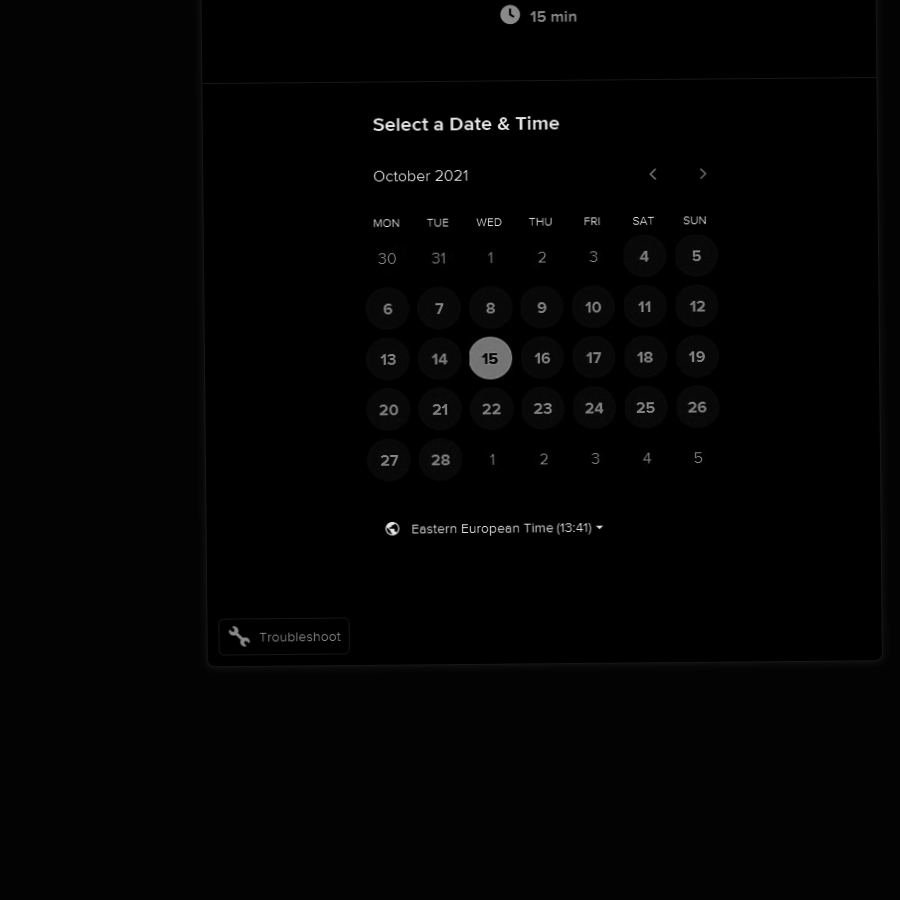 15 min
Select a Date & Time
October 2021
MON TUE WED THU FRI SAT SUN
30 31 1 2 3 4 5
6 7 8 9 10 11 12
13 14 15 16 17 18 19
20 21 22 23 24 25 26
27 28 1 2 3 4 5
Eastern European Time (13:41)
Troubleshoot